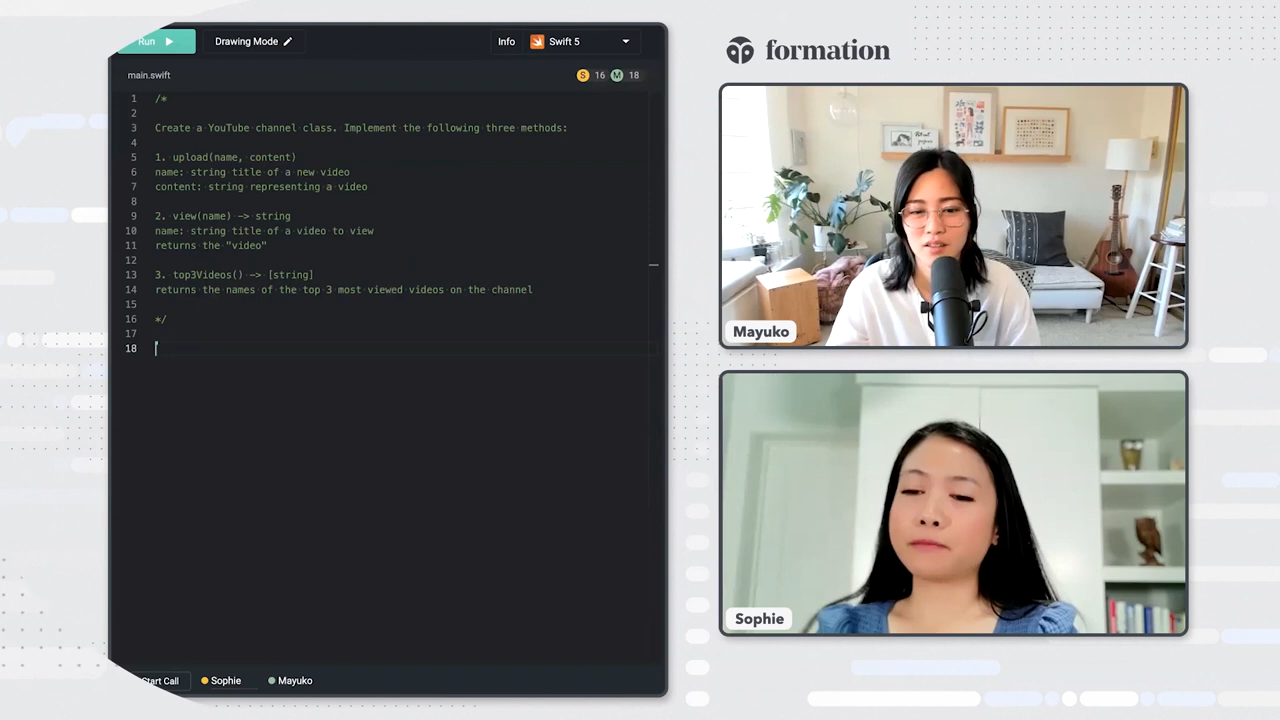 Run
Drawing Mode
Info
Swift 5
main.swift
S 16 M 18
1 /*
2
3 Create a YouTube channel class. Implement the following three methods:
4
5 1. upload(name, content)
6 name: string title of a new video
7 content: string representing a video
8
9 2. view(name) -> string
10 name: string title of a video to view
11 returns the "video"
12
13 3. top3Videos() -> [string]
14 returns the names of the top 3 most viewed videos on the channel
15
16 */
17
18
Start Call
Sophie
Mayuko
formation
Mayuko
Sophie